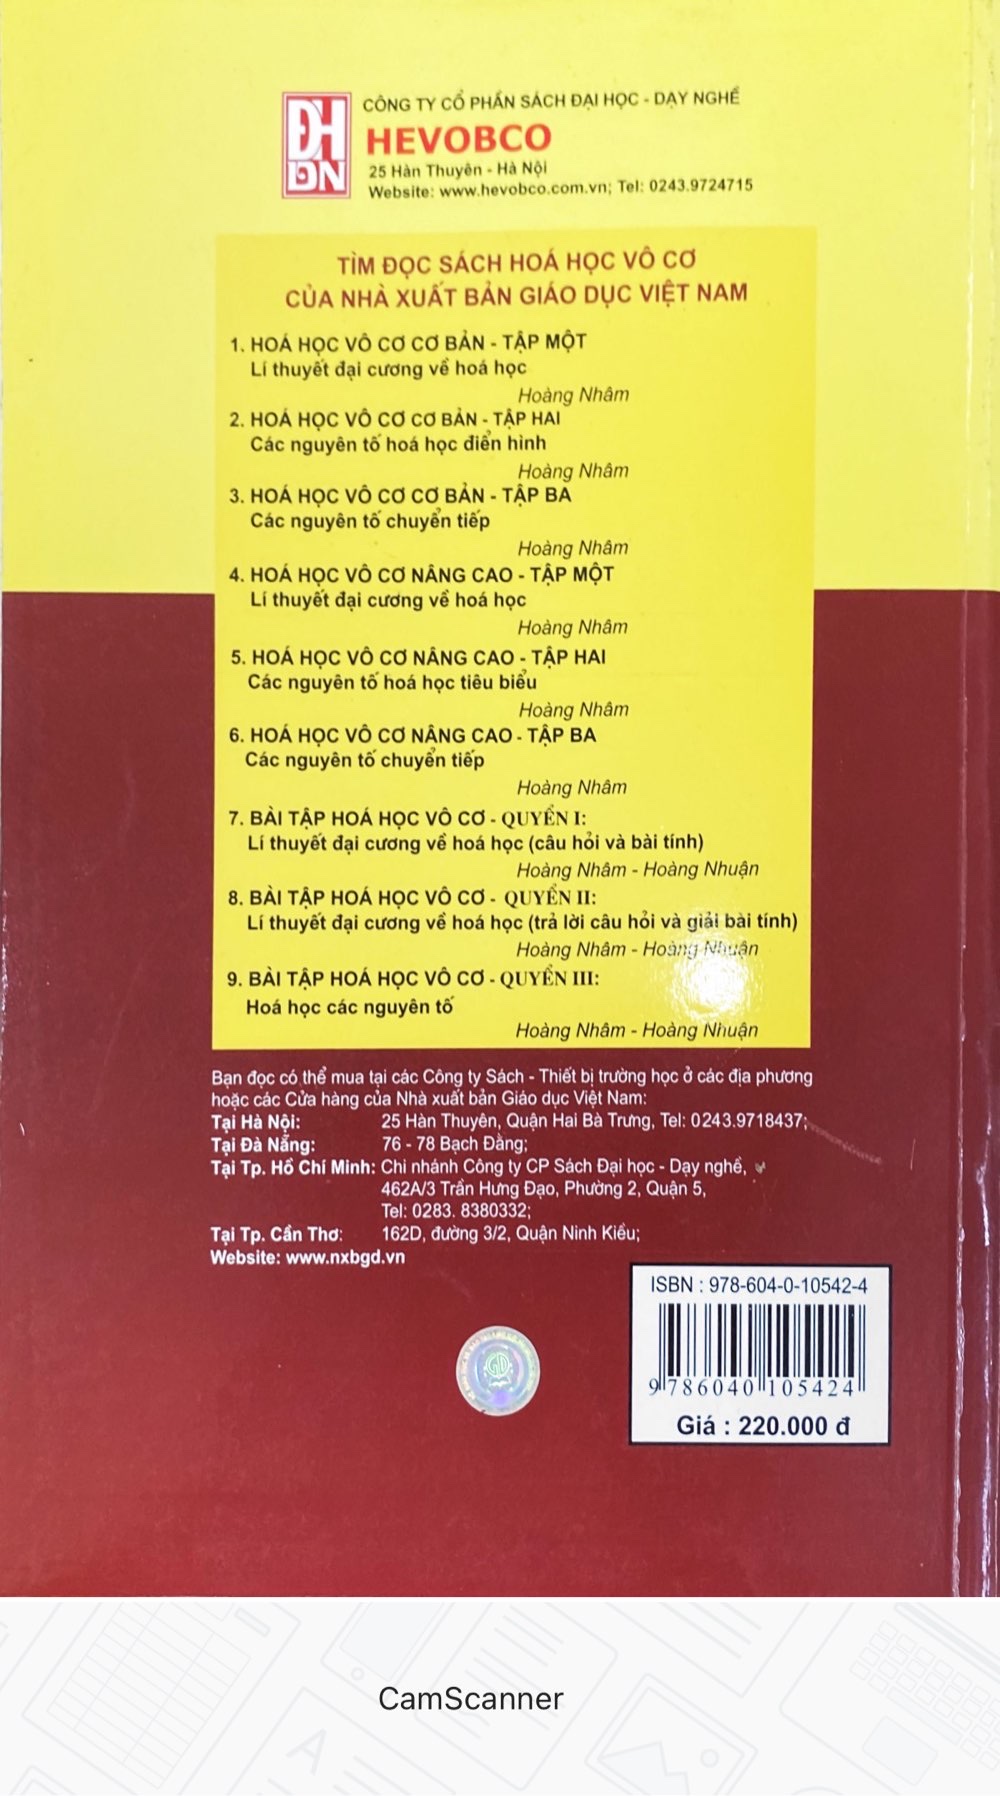 ĐH
DN
CÔNG TY CỔ PHẦN SÁCH ĐẠI HỌC - DẠY NGHỀ
HEVOBCO
25 Hàn Thuyên - Hà Nội
Website: www.hevobco.com.vn; Tel: 0243.9724715
TÌM ĐỌC SÁCH HOÁ HỌC VÔ CƠ
CỦA NHÀ XUẤT BẢN GIÁO DỤC VIỆT NAM
1. HOÁ HỌC VÔ CƠ CƠ BẢN - TẬP MỘT
Lí thuyết đại cương về hoá học
Hoàng Nhâm
2. HOÁ HỌC VÔ CƠ CƠ BẢN - TẬP HAI
Các nguyên tố hoá học điển hình
Hoàng Nhâm
3. HOÁ HỌC VÔ CƠ CƠ BẢN - TẬP BA
Các nguyên tố chuyển tiếp
Hoàng Nhâm
4. HOÁ HỌC VÔ CƠ NÂNG CAO - TẬP MỘT
Lí thuyết đại cương về hoá học
Hoàng Nhâm
5. HOÁ HỌC VÔ CƠ NÂNG CAO - TẬP HAI
Các nguyên tố hoá học tiêu biểu
Hoàng Nhâm
6. HOÁ HỌC VÔ CƠ NÂNG CAO - TẬP BA
Các nguyên tố chuyển tiếp
Hoàng Nhâm
7. BÀI TẬP HOÁ HỌC VÔ CƠ - QUYỂN I:
Lí thuyết đại cương về hoá học (câu hỏi và bài tính)
Hoàng Nhâm - Hoàng Nhuận
8. BÀI TẬP HOÁ HỌC VÔ CƠ - QUYỂN II:
Lí thuyết đại cương về hoá học (trả lời câu hỏi và giải bài tính)
Hoàng Nhâm - Hoàng Nhuận
9. BÀI TẬP HOÁ HỌC VÔ CƠ - QUYỂN III:
Hoá học các nguyên tố
Hoàng Nhâm - Hoàng Nhuận
Bạn đọc có thể mua tại các Công ty Sách - Thiết bị trường học ở các địa phương
hoặc các Cửa hàng của Nhà xuất bản Giáo dục Việt Nam:
Tại Hà Nội: 25 Hàn Thuyên, Quận Hai Bà Trưng, Tel: 0243.9718437;
Tại Đà Nẵng: 76 - 78 Bạch Đằng;
Tại Tp. Hồ Chí Minh: Chi nhánh Công ty CP Sách Đại học - Dạy nghề,
462A/3 Trần Hưng Đạo, Phường 2, Quận 5,
Tel: 0283. 8380332;
Tại Tp. Cần Thơ: 162D, đường 3/2, Quận Ninh Kiều;
Website: www.nxbgd.vn
ISBN : 978-604-0-10542-4
9 786040 105424
Giá : 220.000 đ
GD
CamScanner